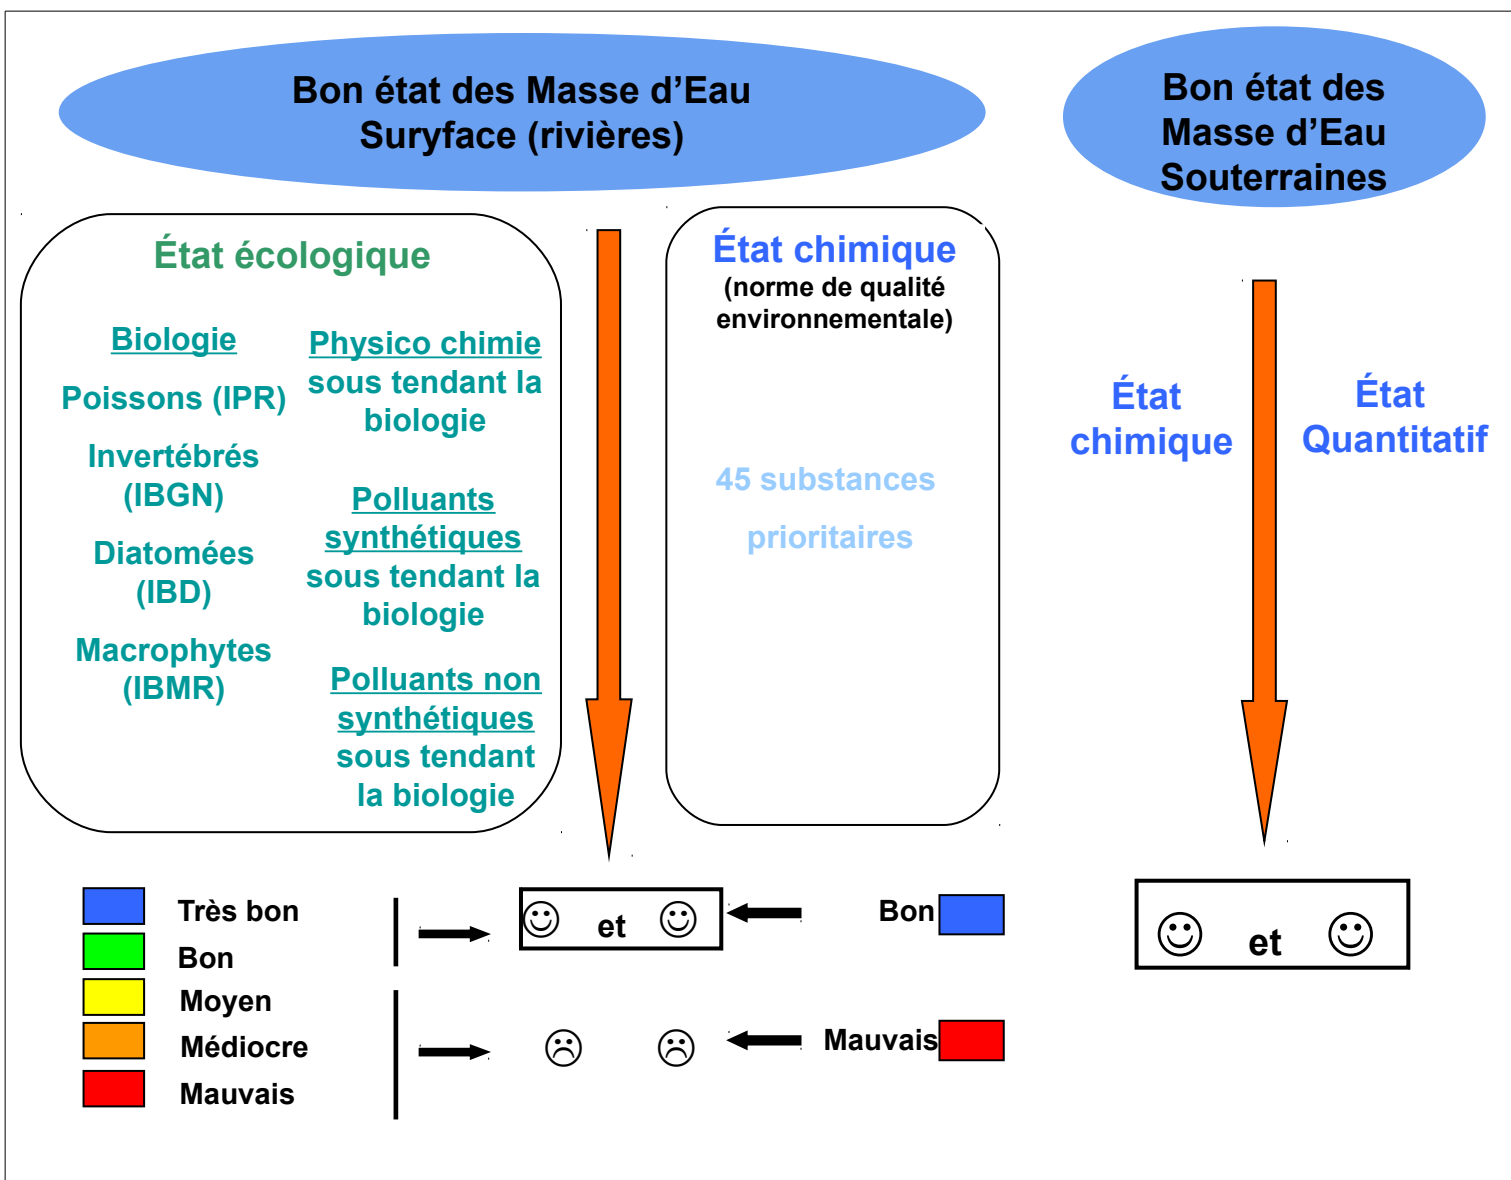 Bon état des Masse d’Eau
Suryface (rivières)
Bon état des
Masse d’Eau
Souterraines
État écologique
Biologie
Poissons (IPR)
Invertébrés
(IBGN)
Diatomées
(IBD)
Macrophytes
(IBMR)
Physico chimie
sous tendant la
biologie
Polluants
synthétiques
sous tendant la
biologie
Polluants non
synthétiques
sous tendant
la biologie
État chimique
(norme de qualité
environnementale)
45 substances
prioritaires
État
chimique
État
Quantitatif
Très bon
Bon
Moyen
Médiocre
Mauvais
et
Bon
Mauvais
et